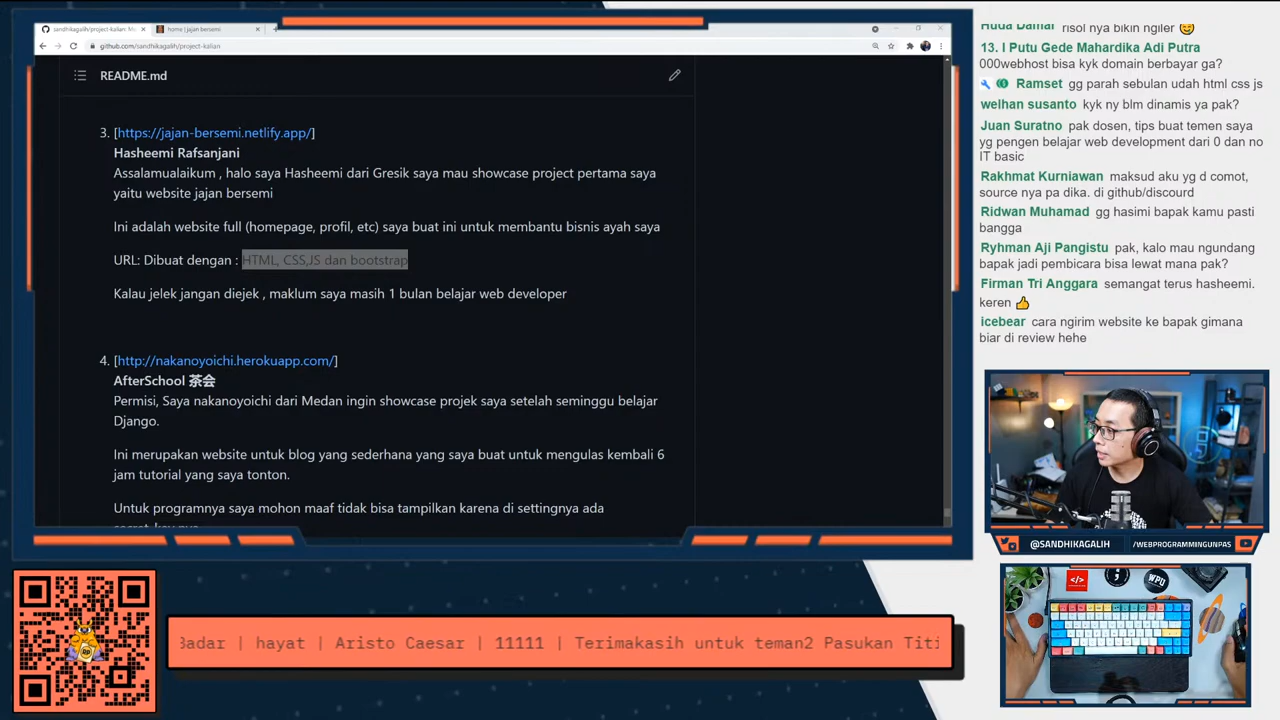 sandhikagalih/project-kalian: Me
home | jajan bersemi
github.com/sandhikagalih/project-kalian
README.md
3. [https://jajan-bersemi.netlify.app/]
Hasheemi Rafsanjani
Assalamualaikum , halo saya Hasheemi dari Gresik saya mau showcase project pertama saya
yaitu website jajan bersemi
Ini adalah website full (homepage, profil, etc) saya buat ini untuk membantu bisnis ayah saya
URL: Dibuat dengan : HTML, CSS,JS dan bootstrap
Kalau jelek jangan diejek , maklum saya masih 1 bulan belajar web developer
4. [http://nakanoyoichi.herokuapp.com/]
AfterSchool 茶会
Permisi, Saya nakanoyoichi dari Medan ingin showcase projek saya setelah seminggu belajar
Django.
Ini merupakan website untuk blog yang sederhana yang saya buat untuk mengulas kembali 6
jam tutorial yang saya tonton.
Untuk programnya saya mohon maaf tidak bisa tampilkan karena di settingnya ada
Huda Damar risol nya bikin ngiler 😊
13. I Putu Gede Mahardika Adi Putra
000webhost bisa kyk domain berbayar ga?
Ramset gg parah sebulan udah html css js
welhan susanto kyk ny blm dinamis ya pak?
Juan Suratno pak dosen, tips buat temen saya
yg pengen belajar web development dari 0 dan no
IT basic
Rakhmat Kurniawan maksud aku yg d comot,
source nya pa dika. di github/discourd
Ridwan Muhamad gg hasimi bapak kamu pasti
bangga
Ryhman Aji Pangistu pak, kalo mau ngundang
bapak jadi pembicara bisa lewat mana pak?
Firman Tri Anggara semangat terus hasheemi.
keren 👍
icebear cara ngirim website ke bapak gimana
biar di review hehe
@SANDHIKAGALIH
/WEBPROGRAMMINGUNPAS
</>
WPU
Badar | hayat | Aristo Caesar 11111 | Terimakasih untuk teman2 Pasukan Titi